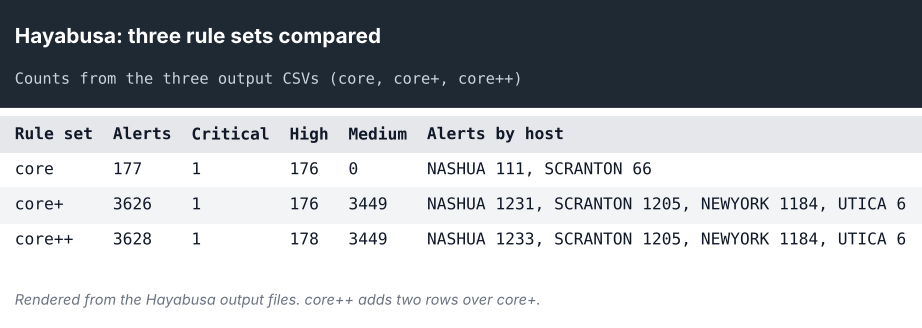 Hayabusa: three rule sets compared
Counts from the three output CSVs (core, core+, core++)
Rule set Alerts Critical High Medium Alerts by host
core 177 1 176 0 NASHUA 111, SCRANTON 66
core+ 3626 1 176 3449 NASHUA 1231, SCRANTON 1205, NEWYORK 1184, UTICA 6
core++ 3628 1 178 3449 NASHUA 1233, SCRANTON 1205, NEWYORK 1184, UTICA 6
Rendered from the Hayabusa output files. core++ adds two rows over core+.